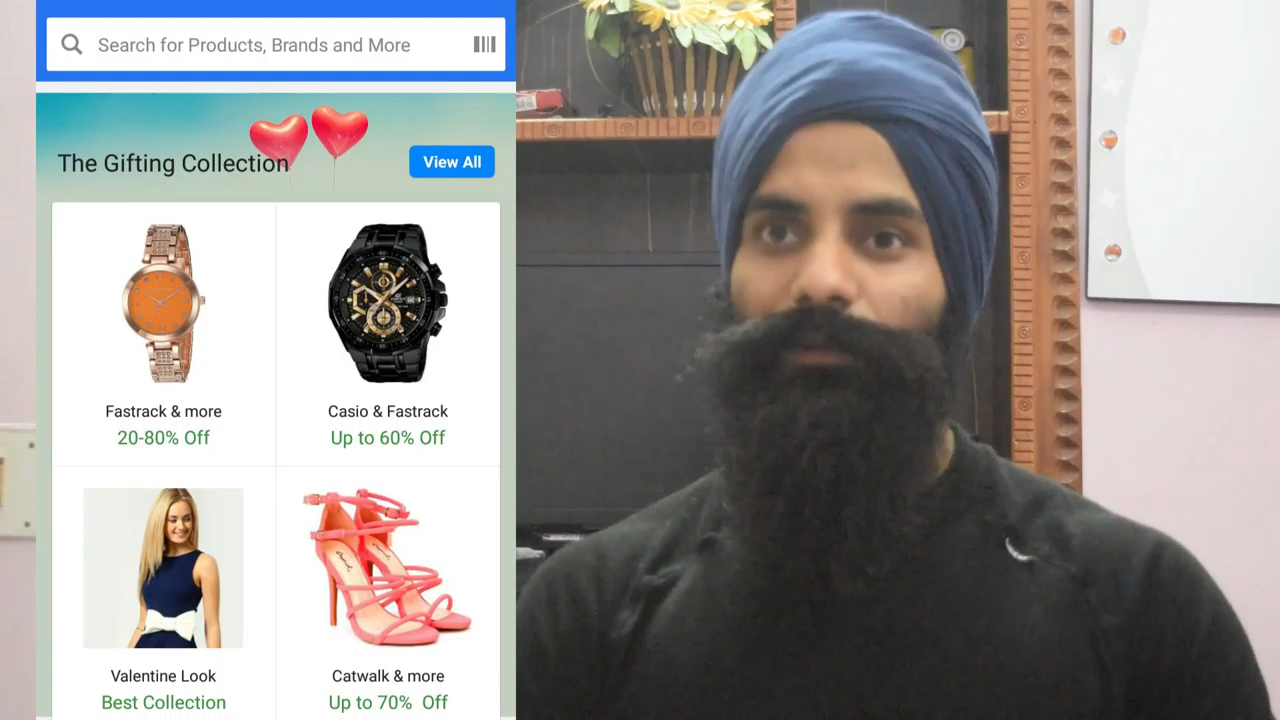 Search for Products, Brands and More
The Gifting Collection
View All
Fastrack & more
20-80% Off
Casio & Fastrack
Up to 60% Off
Valentine Look
Best Collection
Catwalk & more
Up to 70% Off